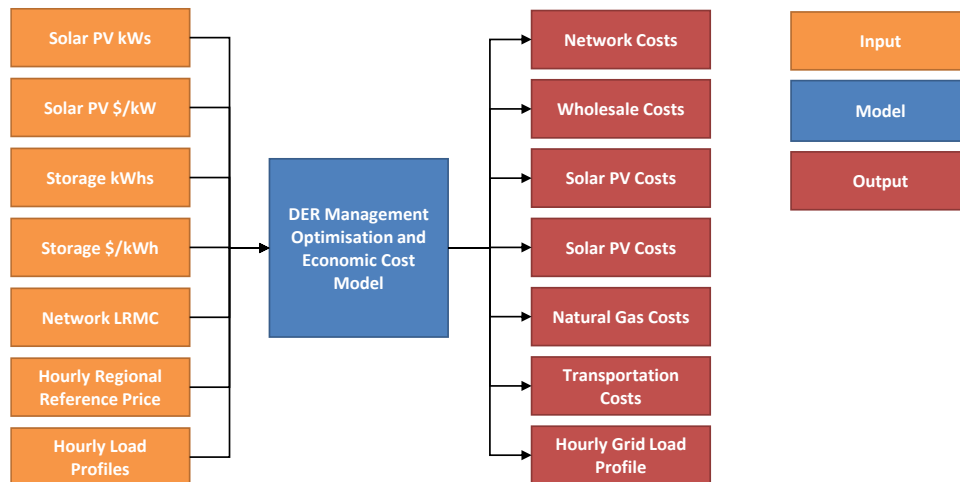 Solar PV kWs
Solar PV $/kW
Storage kWhs
Storage $/kWh
Network LRMC
Hourly Regional
Reference Price
Hourly Load
Profiles
DER Management
Optimisation and
Economic Cost
Model
Network Costs
Wholesale Costs
Solar PV Costs
Solar PV Costs
Natural Gas Costs
Transportation
Costs
Hourly Grid Load
Profile
Input
Model
Output